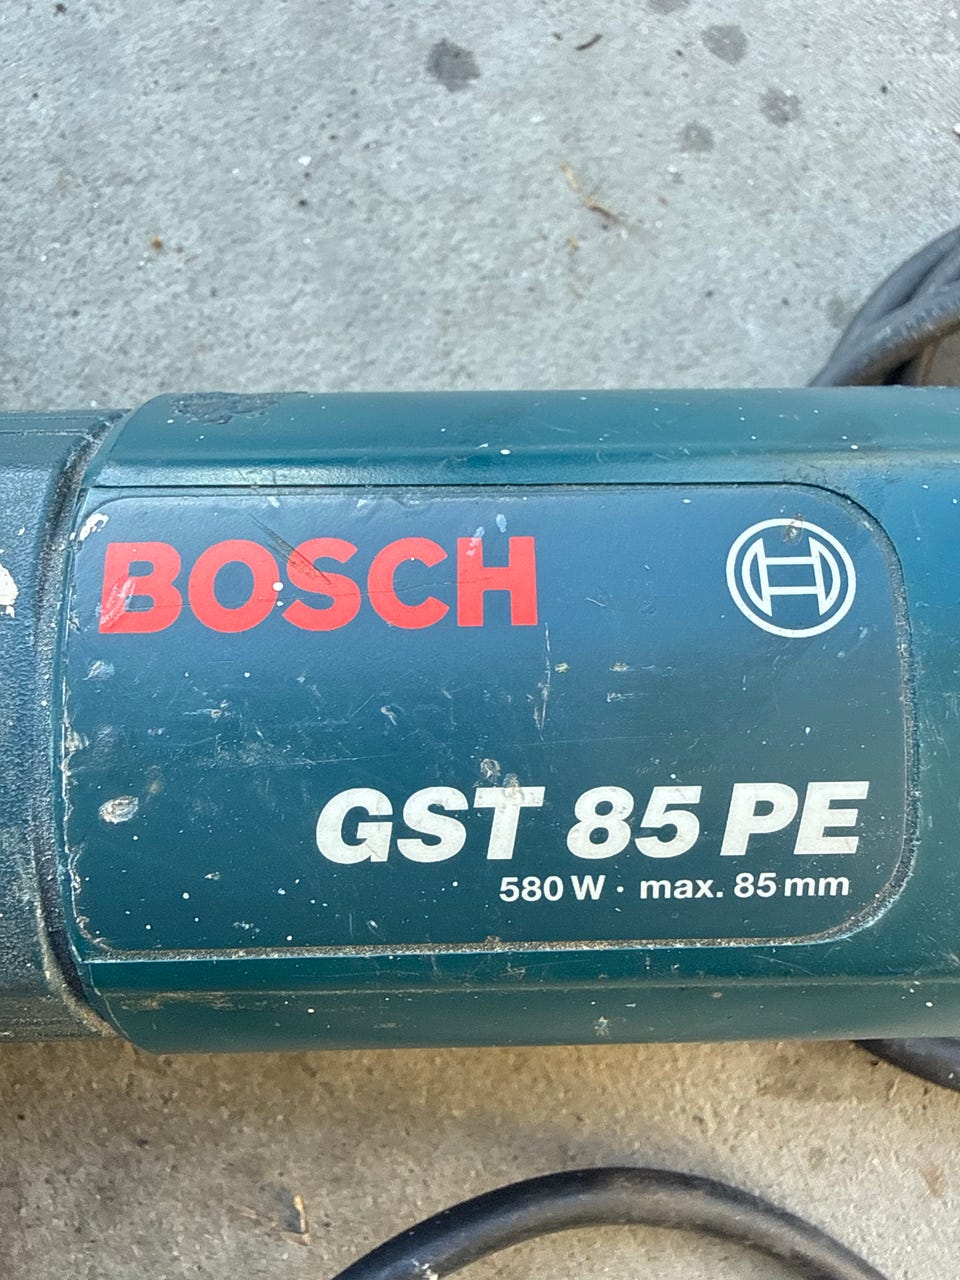 BOSCH
GST 85 PE
580 W · max. 85 mm